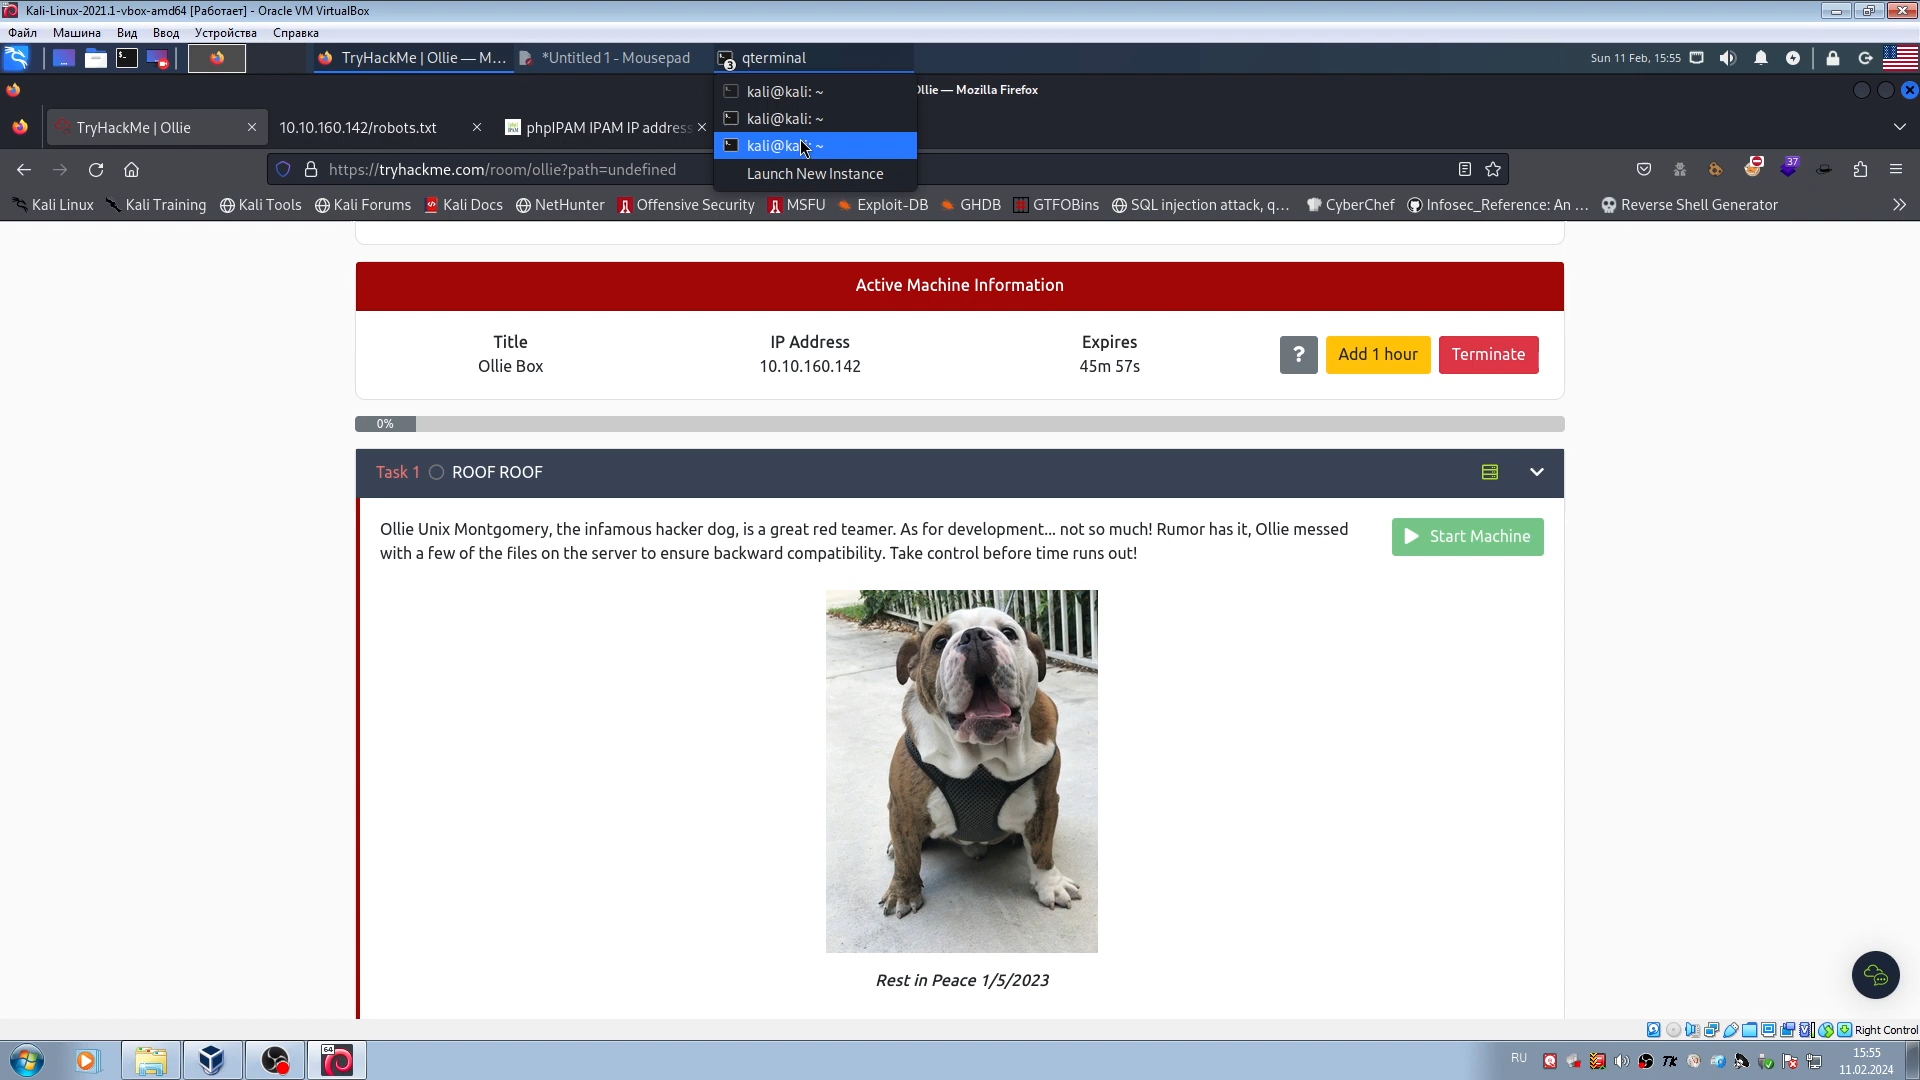 Kali-Linux-2021.1-vbox-amd64 [Работает] - Oracle VM VirtualBox
Файл Машина Вид Ввод Устройства Справка
TryHackMe | Ollie — M... *Untitled 1 - Mousepad qterminal Sun 11 Feb, 15:55
3
kali@kali: ~
kali@kali: ~
kali@ka : ~
Launch New Instance
Ollie — Mozilla Firefox
TryHackMe | Ollie 10.10.160.142/robots.txt phpIPAM IPAM IP address
https://tryhackme.com/room/ollie?path=undefined 37
Kali Linux Kali Training Kali Tools Kali Forums Kali Docs NetHunter Offensive Security MSFU Exploit-DB GHDB GTFOBins SQL injection attack, q... CyberChef Infosec_Reference: An ... Reverse Shell Generator
Active Machine Information
Title IP Address Expires
Ollie Box 10.10.160.142 45m 57s
? Add 1 hour Terminate
0%
Task 1 ROOF ROOF
Ollie Unix Montgomery, the infamous hacker dog, is a great red teamer. As for development... not so much! Rumor has it, Ollie messed
with a few of the files on the server to ensure backward compatibility. Take control before time runs out!
Start Machine
Rest in Peace 1/5/2023
Right Control
64
RU
15:55
11.02.2024